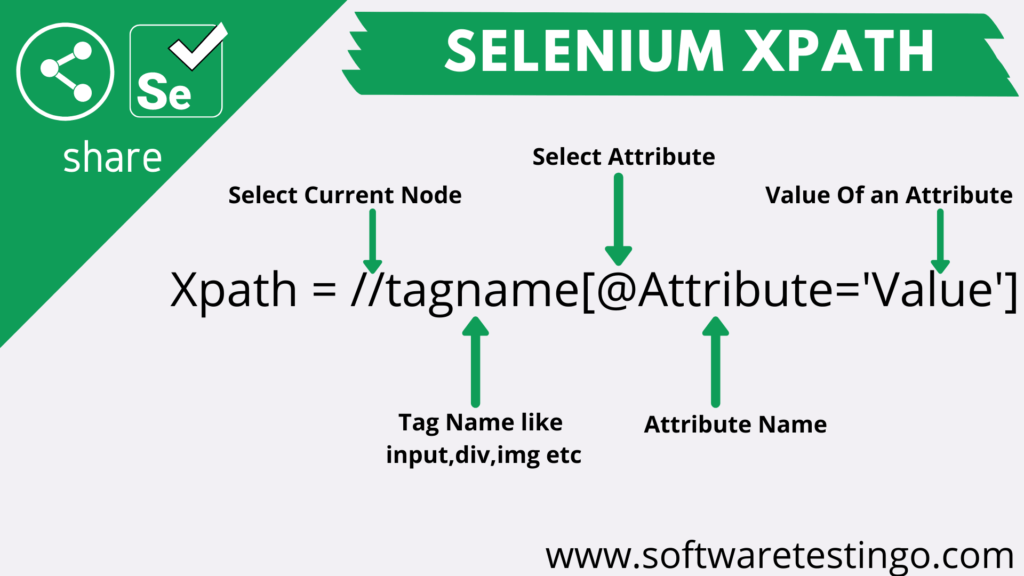 SELENIUM XPATH
Se
share
Select Attribute
Select Current Node
Value Of an Attribute
Xpath = //tagname[@Attribute='Value']
Tag Name like
input,div,img etc
Attribute Name
www.softwaretestingo.com